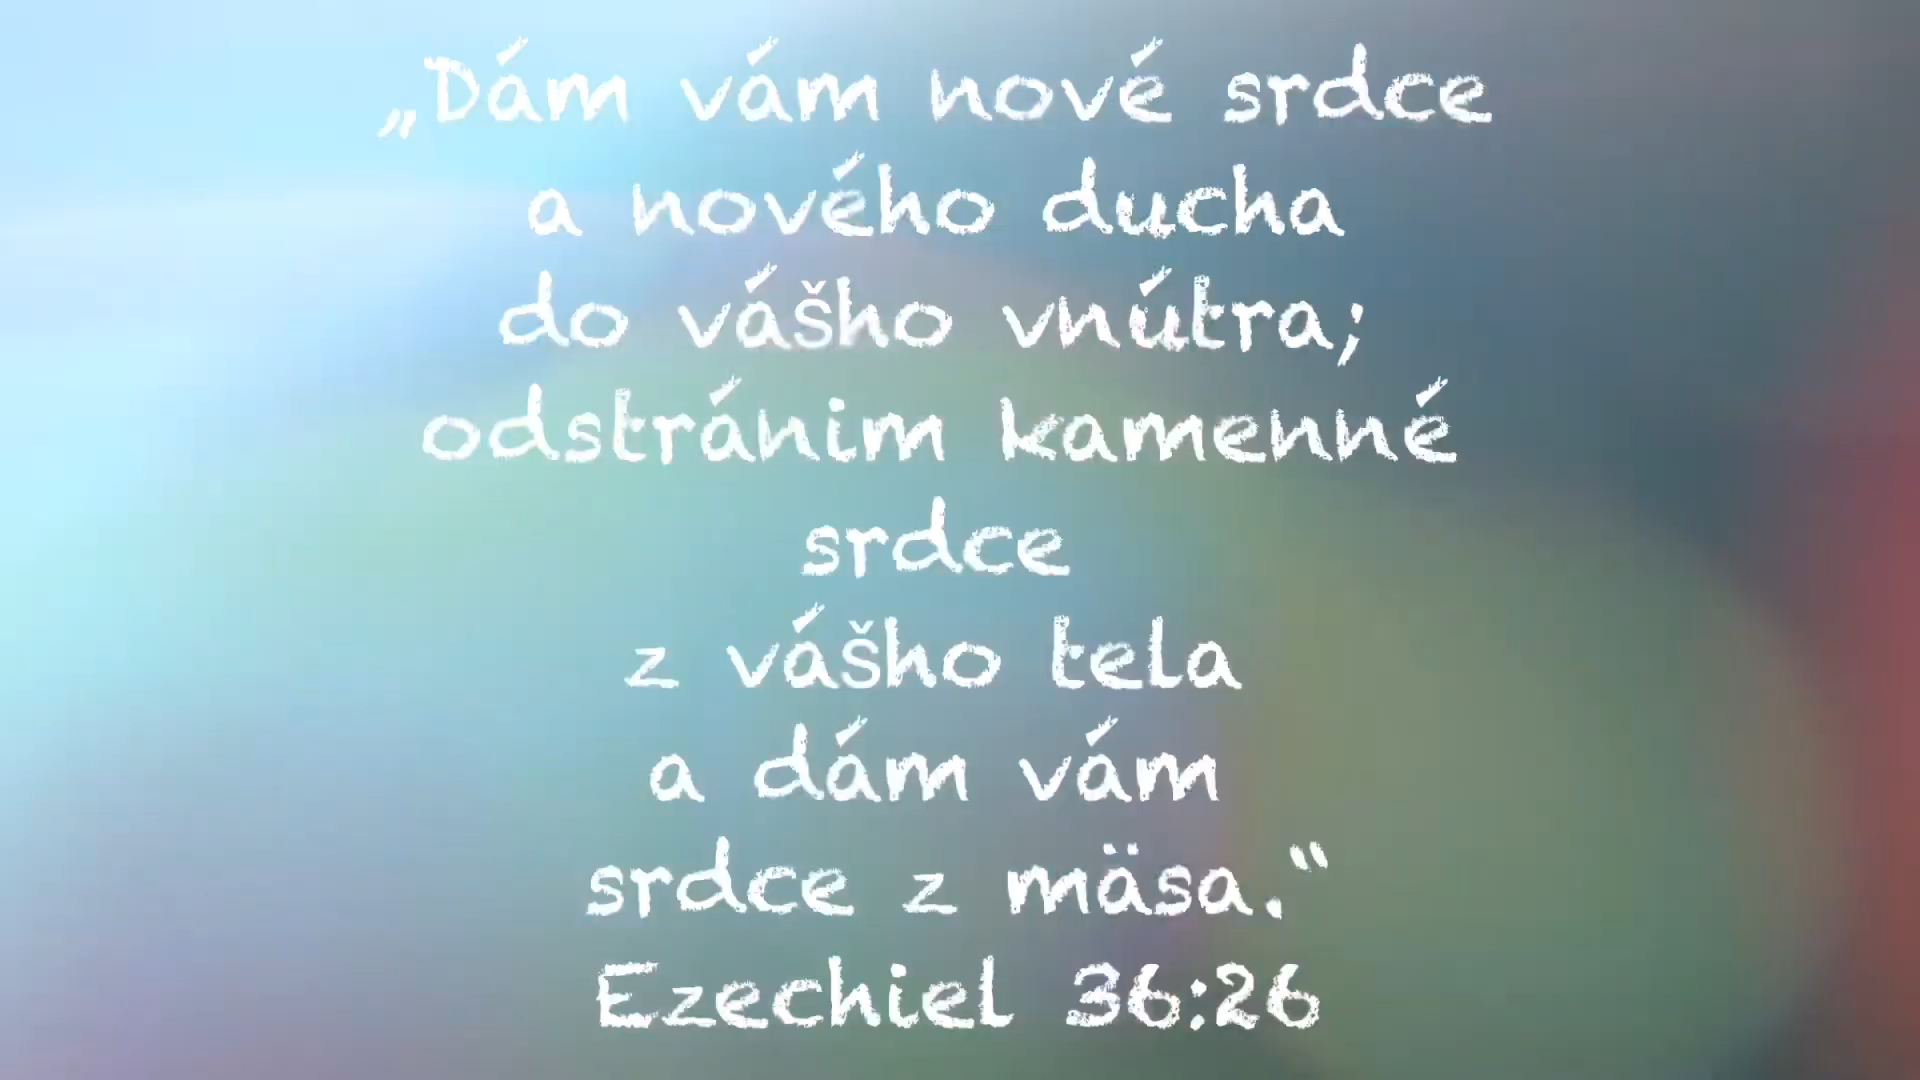 „Dám vám nové srdce
a nového ducha
do vášho vnútra;
odstránim kamenné
srdce
z vášho tela
a dám vám
srdce z mäsa.“
Ezechiel 36:26